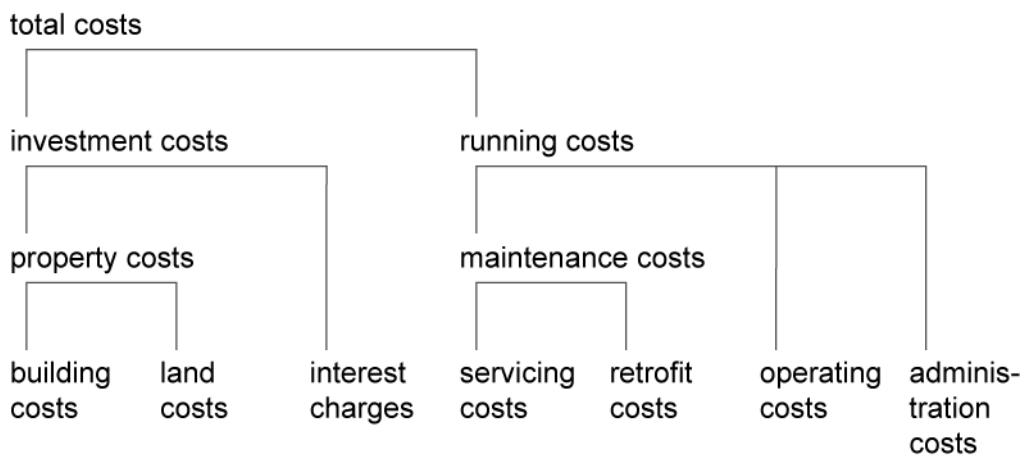 total costs
investment costs
running costs
property costs
maintenance costs
building
costs
land
costs
interest
charges
servicing
costs
retrofit
costs
operating
costs
adminis-
tration
costs